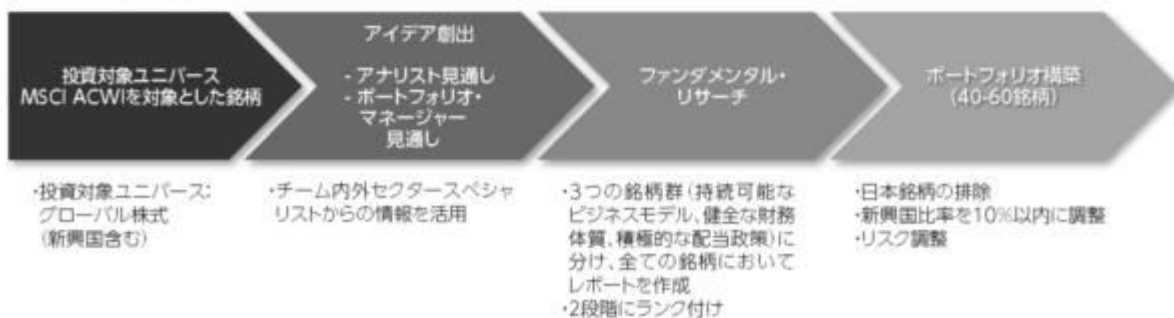 投資対象ユニバース
MSCI ACWIを対象とした銘柄
アイデア創出
- アナリスト見通し
- ポートフォリオ・
マネージャー
見通し
ファンダメンタル・
リサーチ
ポートフォリオ構築
(40-60銘柄)
・投資対象ユニバース:
グローバル株式
(新興国含む)
・チーム内外セクタースペシャ
リストからの情報を活用
・3つの銘柄群(持続可能な
ビジネスモデル、健全な財務
体質、積極的な配当政策)に
分け、全ての銘柄において
レポートを作成
・2段階にランク付け
・日本銘柄の排除
・新興国比率を10%以内に調整
・リスク調整